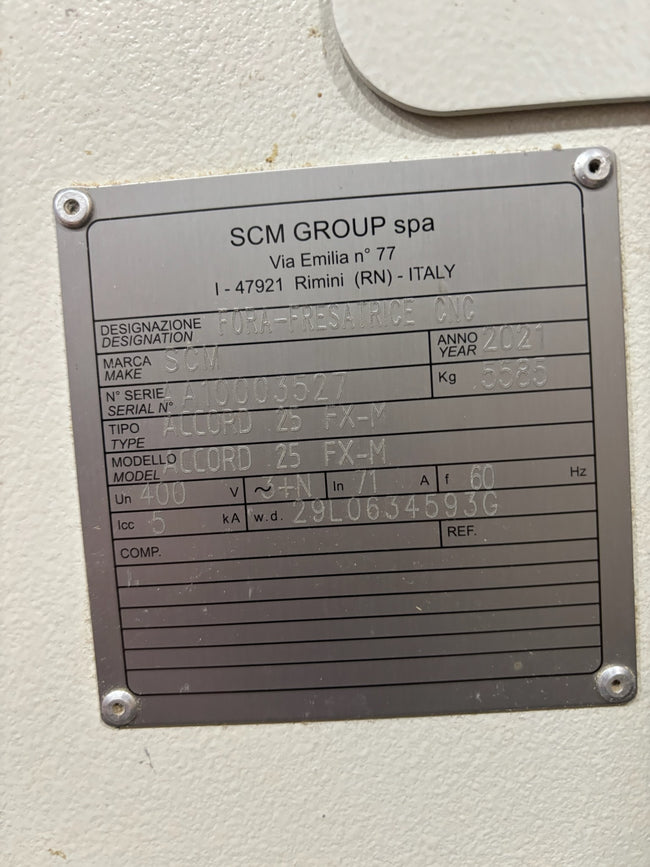 SCM GROUP spa
Via Emilia n° 77
I - 47921 Rimini (RN) - ITALY
DESIGNAZIONE FORA-FRESATRICE CNC
DESIGNATION
MARCA SCM
MAKE
ANNO 2021
YEAR
N° SERIE AA10003527
SERIAL N°
Kg 5585
TIPO ACCORD 25 FX-M
TYPE
MODELLO ACCORD 25 FX-M
MODEL
Un 400 V ~ 3+N In 71 A f 60 Hz
Icc 5 kA w.d. 29L0634593G
COMP. REF.